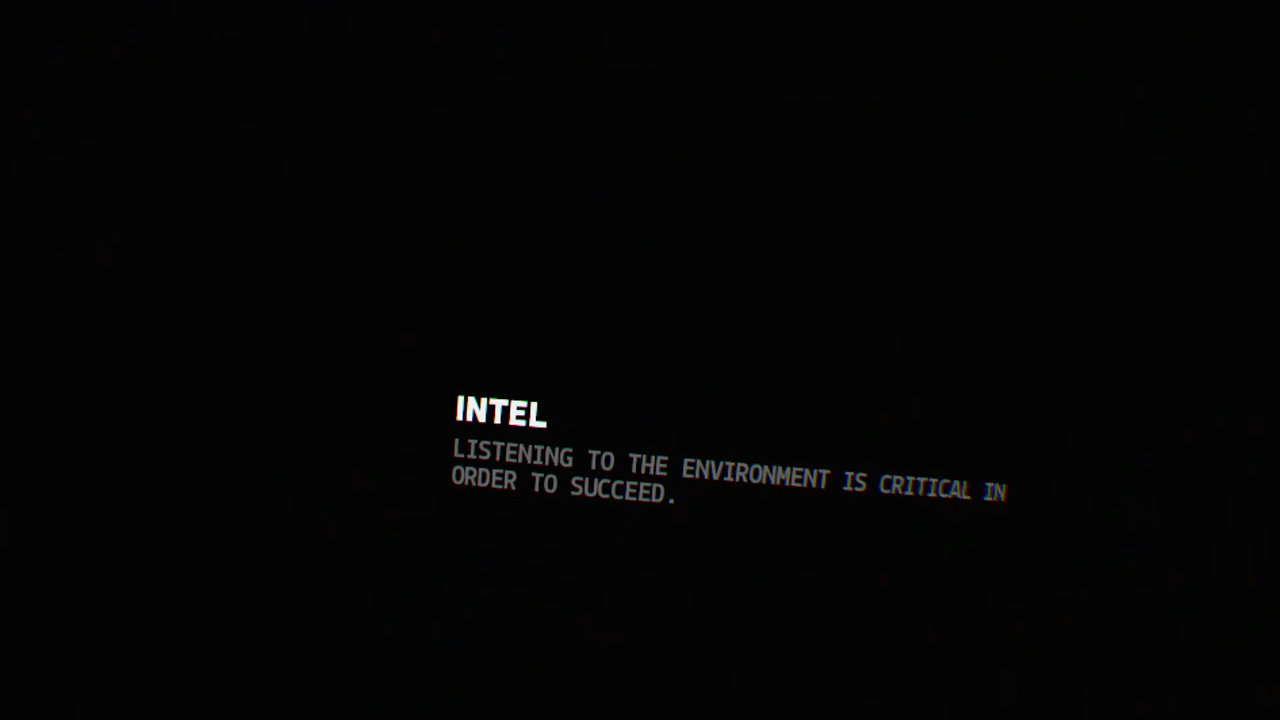 INTEL
LISTENING TO THE ENVIRONMENT IS CRITICAL IN
ORDER TO SUCCEED.